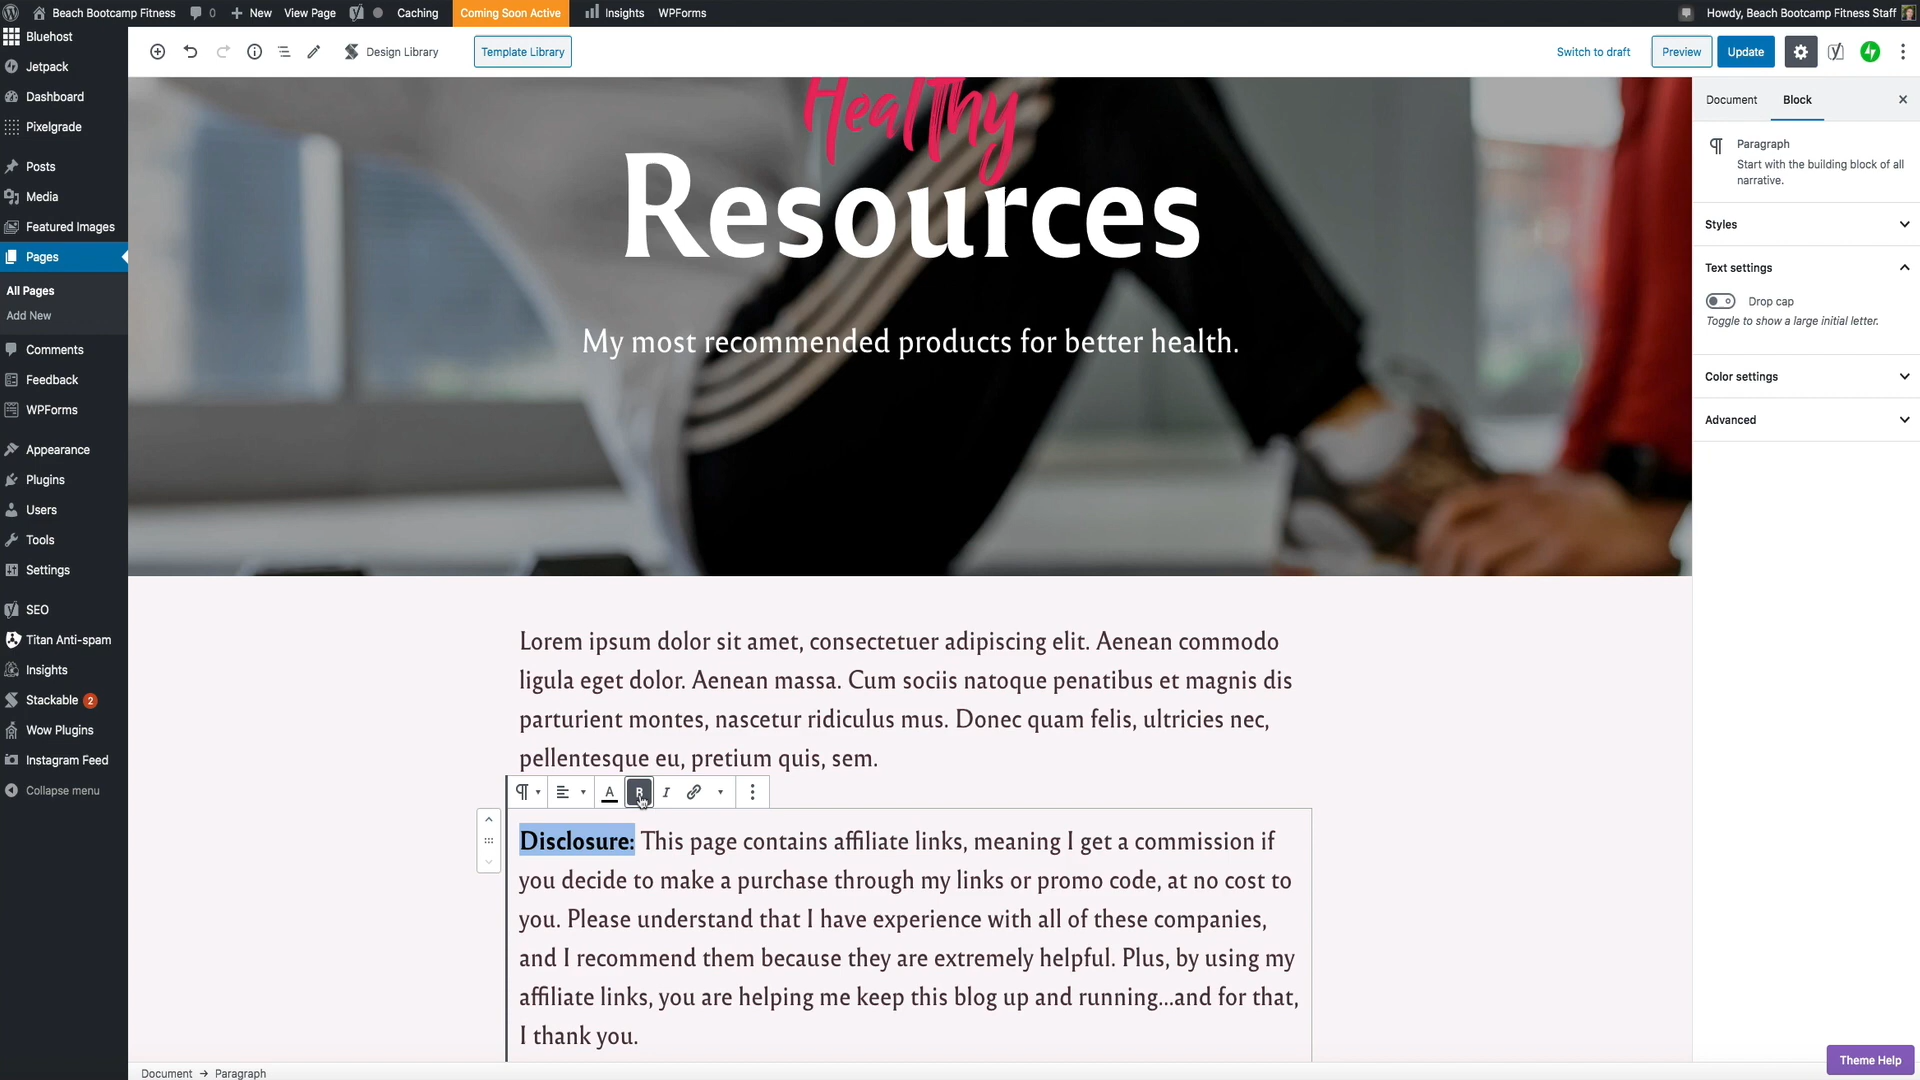 Beach Bootcamp Fitness 0 New View Page Caching Coming Soon Active Insights WPForms Howdy, Beach Bootcamp Fitness Staff
Bluehost
Jetpack
Dashboard
Pixelgrade
Posts
Media
Featured Images
Pages
All Pages
Add New
Comments
Feedback
WPForms
Appearance
Plugins
Users
Tools
Settings
SEO
Titan Anti-spam
Insights
Stackable 2
Wow Plugins
Instagram Feed
Collapse menu
Design Library Template Library Switch to draft Preview Update
Healthy
Resources
My most recommended products for better health.
Lorem ipsum dolor sit amet, consectetuer adipiscing elit. Aenean commodo
ligula eget dolor. Aenean massa. Cum sociis natoque penatibus et magnis dis
parturient montes, nascetur ridiculus mus. Donec quam felis, ultricies nec,
pellentesque eu, pretium quis, sem.
A B I
Disclosure: This page contains affiliate links, meaning I get a commission if
you decide to make a purchase through my links or promo code, at no cost to
you. Please understand that I have experience with all of these companies,
and I recommend them because they are extremely helpful. Plus, by using my
affiliate links, you are helping me keep this blog up and running...and for that,
I thank you.
Document Block
Paragraph
Start with the building block of all
narrative.
Styles
Text settings
Drop cap
Toggle to show a large initial letter.
Color settings
Advanced
Document → Paragraph
Theme Help